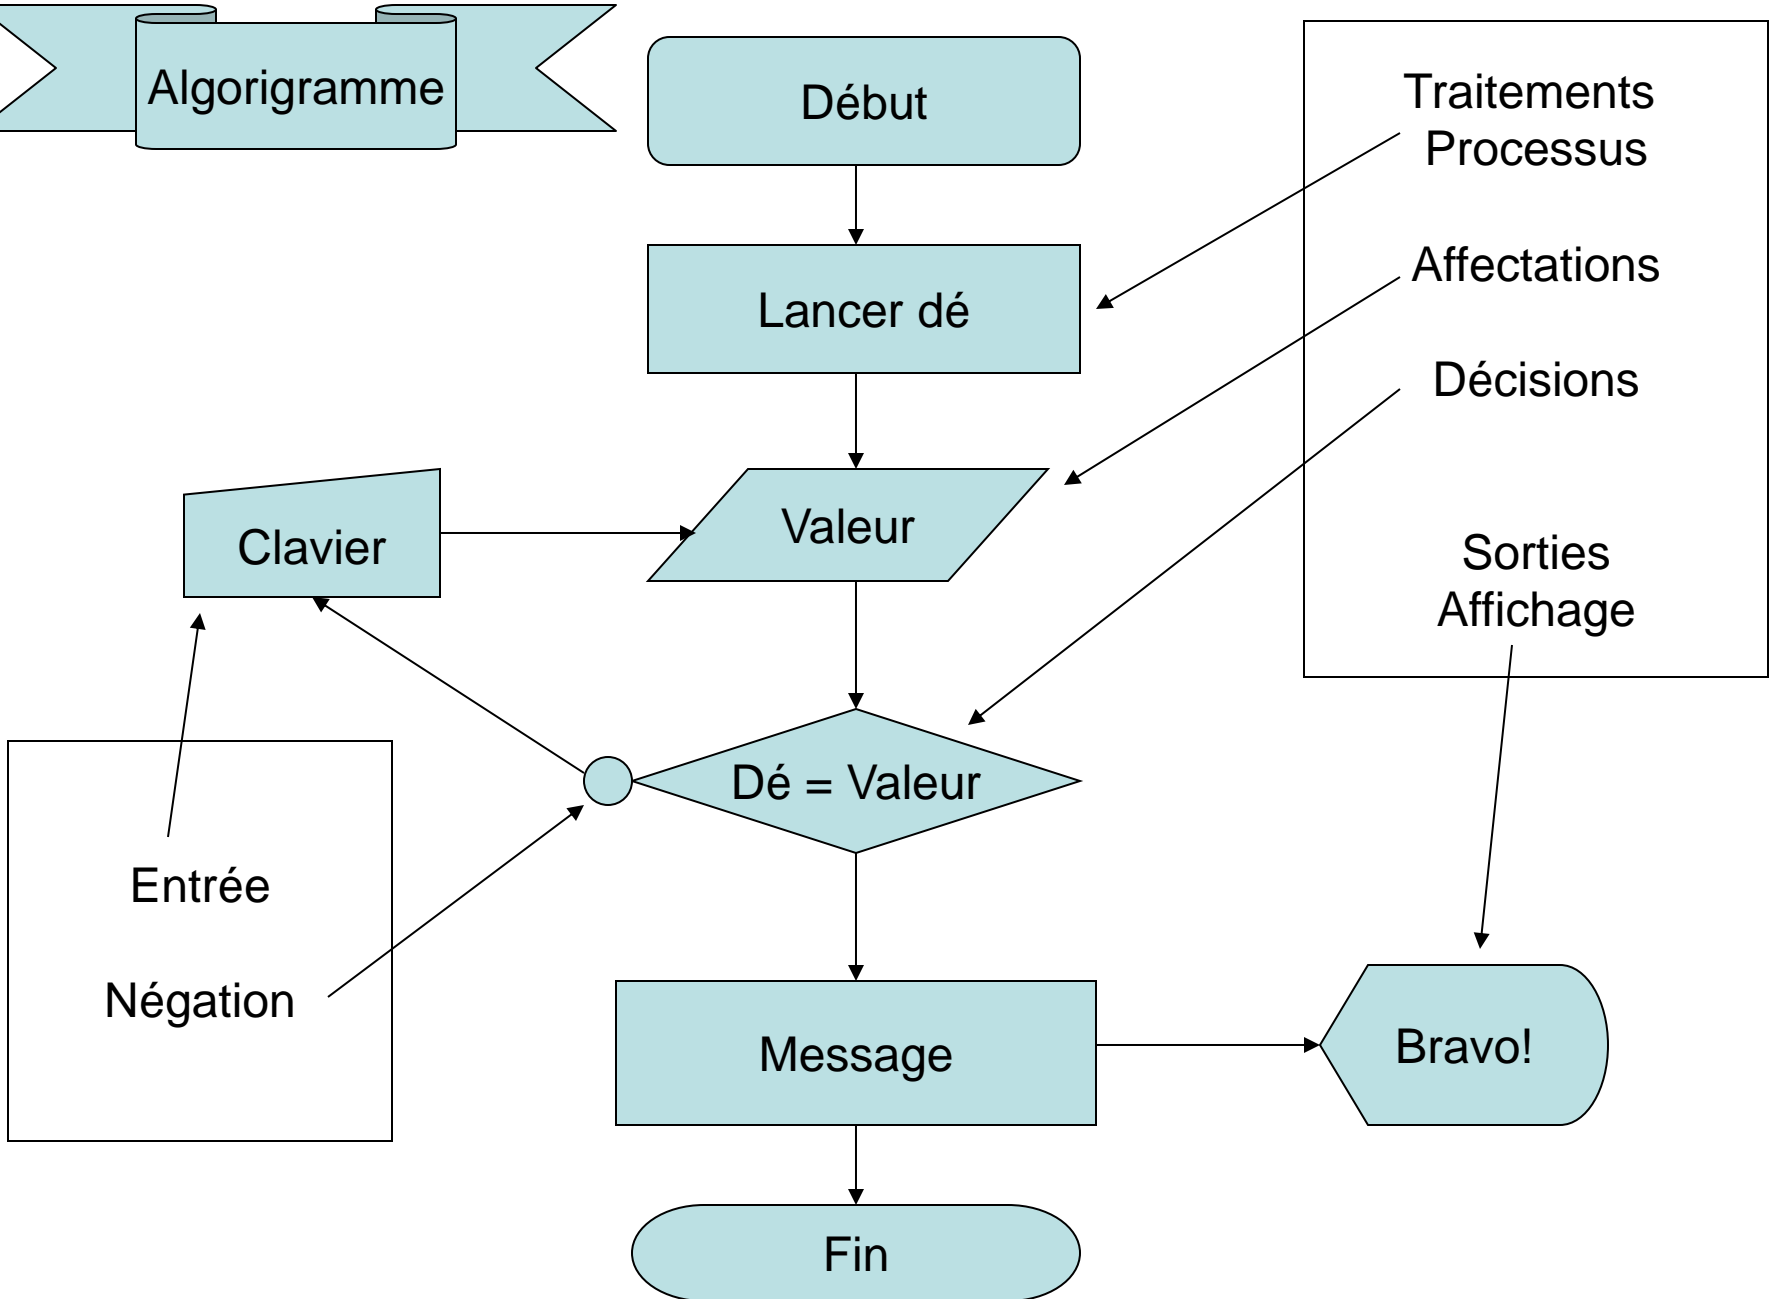 Algorigramme
Début
Lancer dé
Valeur
Clavier
Dé = Valeur
Message
Bravo!
Fin
Traitements
Processus
Affectations
Décisions
Sorties
Affichage
Entrée
Négation